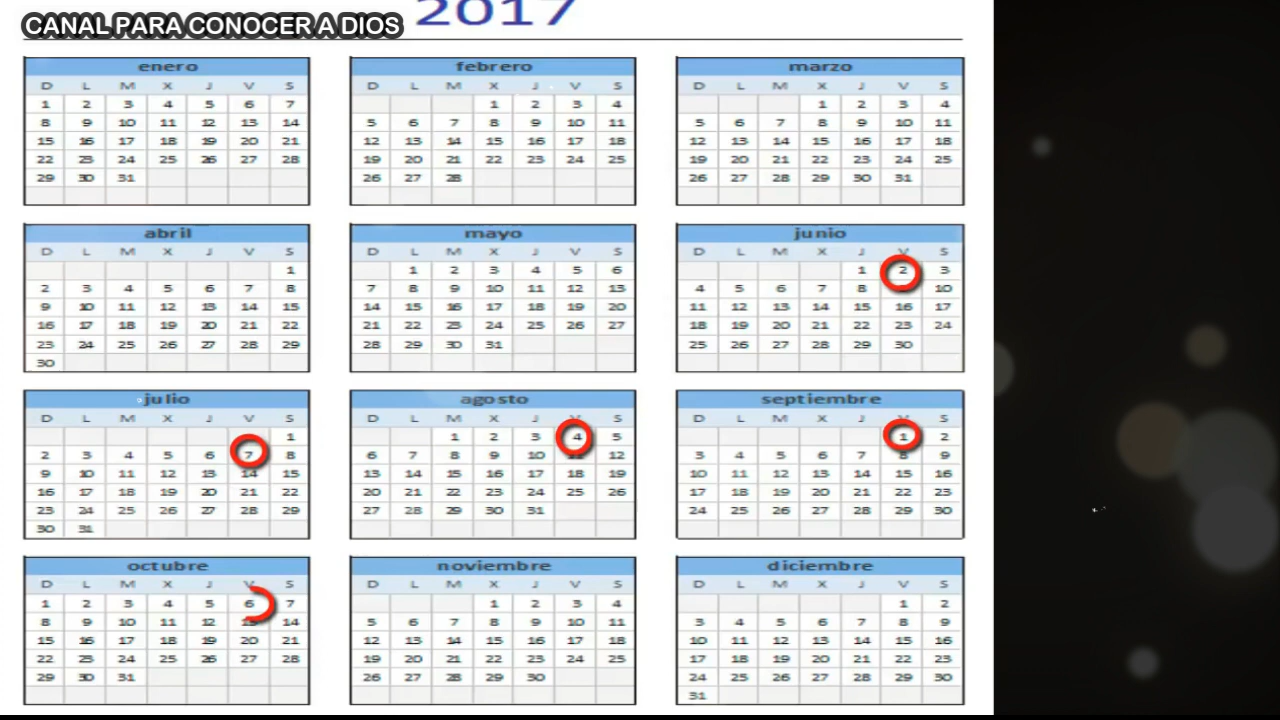 2017
CANAL PARA CONOCER A DIOS
enero febrero marzo
D L M X J V S D L M X J V S D L M X J V S
1 2 3 4 5 6 7 1 2 3 4 1 2 3 4
8 9 10 11 12 13 14 5 6 7 8 9 10 11 5 6 7 8 9 10 11
15 16 17 18 19 20 21 12 13 14 15 16 17 18 12 13 14 15 16 17 18
22 23 24 25 26 27 28 19 20 21 22 23 24 25 19 20 21 22 23 24 25
29 30 31 26 27 28 26 27 28 29 30 31
abril mayo junio
D L M X J V S D L M X J V S D L M X J V S
1 1 2 3 4 5 6 1 2 3
2 3 4 5 6 7 8 7 8 9 10 11 12 13 4 5 6 7 8 10
9 10 11 12 13 14 15 14 15 16 17 18 19 20 11 12 13 14 15 16 17
16 17 18 19 20 21 22 21 22 23 24 25 26 27 18 19 20 21 22 23 24
23 24 25 26 27 28 29 28 29 30 31 25 26 27 28 29 30
30
julio agosto septiembre
D L M X J V S D L M X J V S D L M X J V S
1 1 2 3 4 5 1 2
2 3 4 5 6 7 8 6 7 8 9 10 11 12 3 4 5 6 7 8 9
9 10 11 12 13 14 15 13 14 15 16 17 18 19 10 11 12 13 14 15 16
16 17 18 19 20 21 22 20 21 22 23 24 25 26 17 18 19 20 21 22 23
23 24 25 26 27 28 29 27 28 29 30 31 24 25 26 27 28 29 30
30 31
octubre noviembre diciembre
D L M X J V S D L M X J V S D L M X J V S
1 2 3 4 5 6 7 1 2 3 4 1 2
8 9 10 11 12 13 14 5 6 7 8 9 10 11 3 4 5 6 7 8 9
15 16 17 18 19 20 21 12 13 14 15 16 17 18 10 11 12 13 14 15 16
22 23 24 25 26 27 28 19 20 21 22 23 24 25 17 18 19 20 21 22 23
29 30 31 26 27 28 29 30 24 25 26 27 28 29 30
31